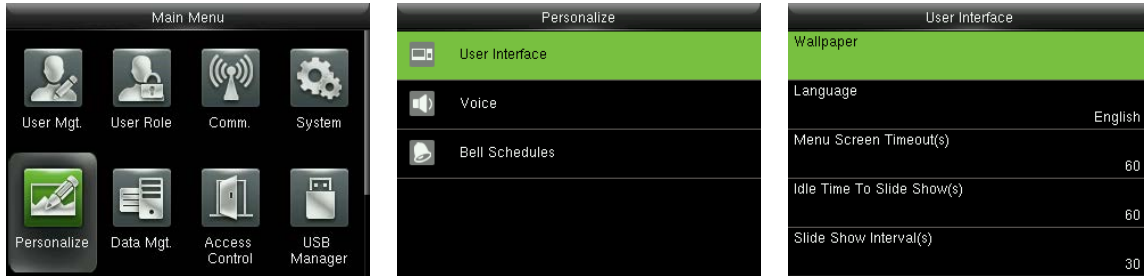 Main Menu
User Mgt.
User Role
Comm.
System
Personalize
Data Mgt.
Access
Control
USB
Manager
Personalize
User Interface
Voice
Bell Schedules
User Interface
Wallpaper
Language
English
Menu Screen Timeout(s)
60
Idle Time To Slide Show(s)
60
Slide Show Interval(s)
30